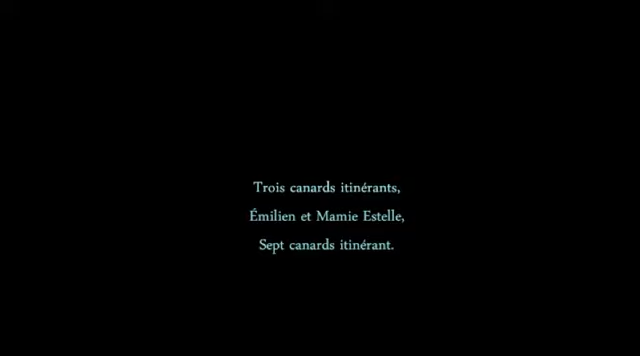 Trois canards itinérants,
Émilien et Mamie Estelle,
Sept canards itinérant.